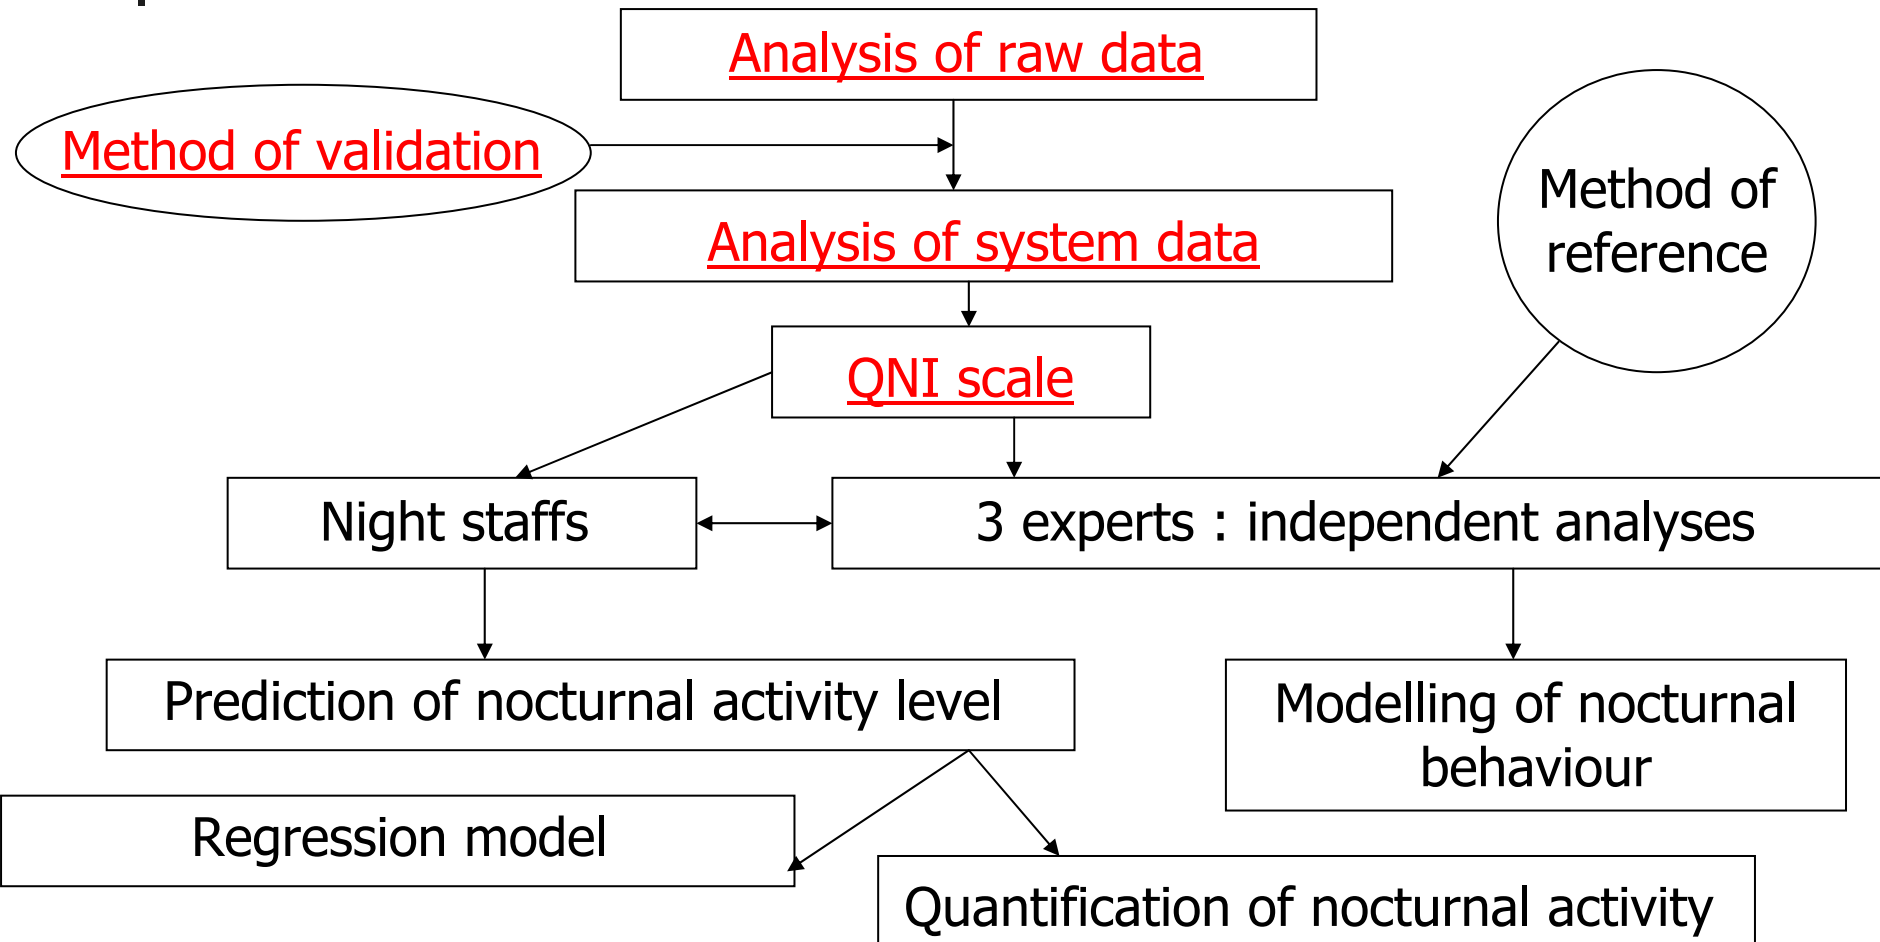 Analysis of raw data
Method of validation
Method of
reference
Analysis of system data
QNI scale
Night staffs
3 experts : independent analyses
Prediction of nocturnal activity level
Modelling of nocturnal
behaviour
Regression model
Quantification of nocturnal activity